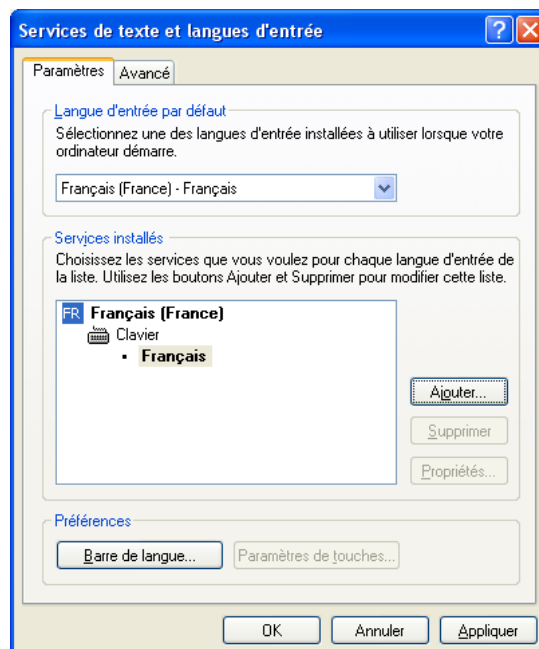 Services de texte et langues d'entrée
Paramètres
Avancé
Langue d'entrée par défaut
Sélectionnez une des langues d'entrée installées à utiliser lorsque votre
ordinateur démarre.
Français (France) - Français
Services installés
Choisissez les services que vous voulez pour chaque langue d'entrée de
la liste. Utilisez les boutons Ajouter et Supprimer pour modifier cette liste.
FR Français (France)
Clavier
• Français
Ajouter...
Supprimer
Propriétés...
Préférences
Barre de langue...
Paramètres de touches...
OK
Annuler
Appliquer